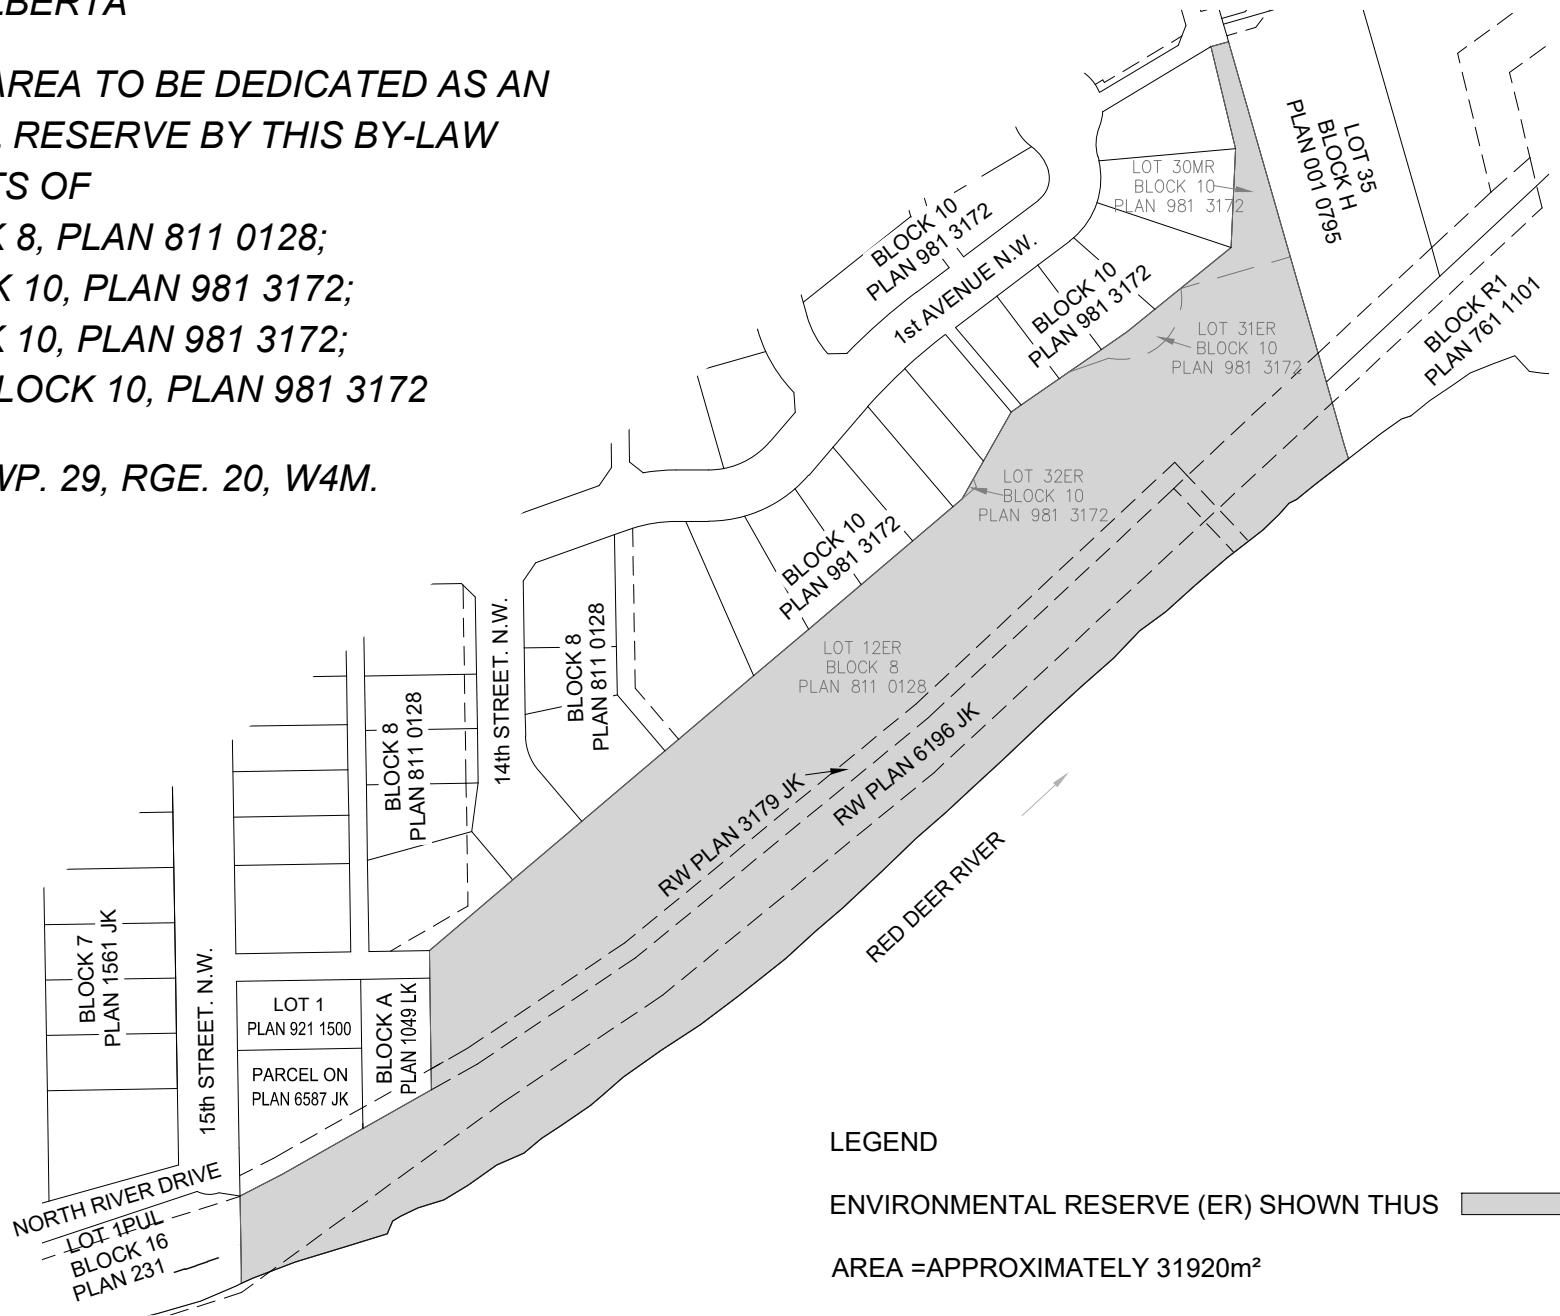 LBERTA
AREA TO BE DEDICATED AS AN
RESERVE BY THIS BY-LAW
TS OF
K 8, PLAN 811 0128;
K 10, PLAN 981 3172;
K 10, PLAN 981 3172;
LOCK 10, PLAN 981 3172
WP. 29, RGE. 20, W4M.
LOT 35
BLOCK H
PLAN 001 0795
LOT 30MR
BLOCK 10
PLAN 981 3172
BLOCK 10
PLAN 981 3172
1st AVENUE N.W.
BLOCK 10
PLAN 981 3172
BLOCK R1
PLAN 761 1101
LOT 31ER
BLOCK 10
PLAN 981 3172
LOT 32ER
BLOCK 10
PLAN 981 3172
BLOCK 10
PLAN 981 3172
LOT 12ER
BLOCK 8
PLAN 811 0128
14th STREET. N.W.
BLOCK 8
PLAN 811 0128
BLOCK 8
PLAN 811 0128
RW PLAN 3179 JK
RW PLAN 6196 JK
RED DEER RIVER
BLOCK 7
PLAN 1561 JK
15th STREET. N.W.
LOT 1
PLAN 921 1500
BLOCK A
PLAN 1049 LK
PARCEL ON
PLAN 6587 JK
NORTH RIVER DRIVE
LOT 1PUL
BLOCK 16
PLAN 231
LEGEND
ENVIRONMENTAL RESERVE (ER) SHOWN THUS
AREA =APPROXIMATELY 31920m²